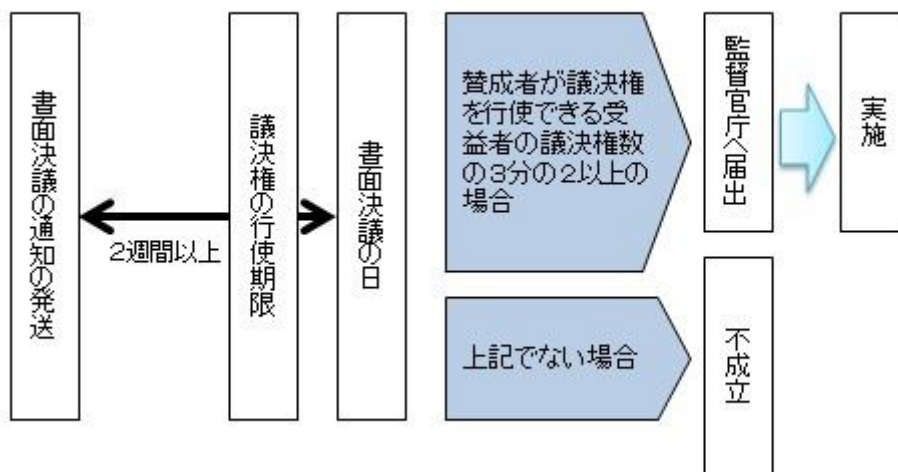 書面決議の通知の発送
2週間以上
議決権の行使期限
書面決議の日
賛成者が議決権
を行使できる受
益者の議決権数
の3分の2以上の
場合
監督官庁へ届出
実施
上記でない場合
不成立